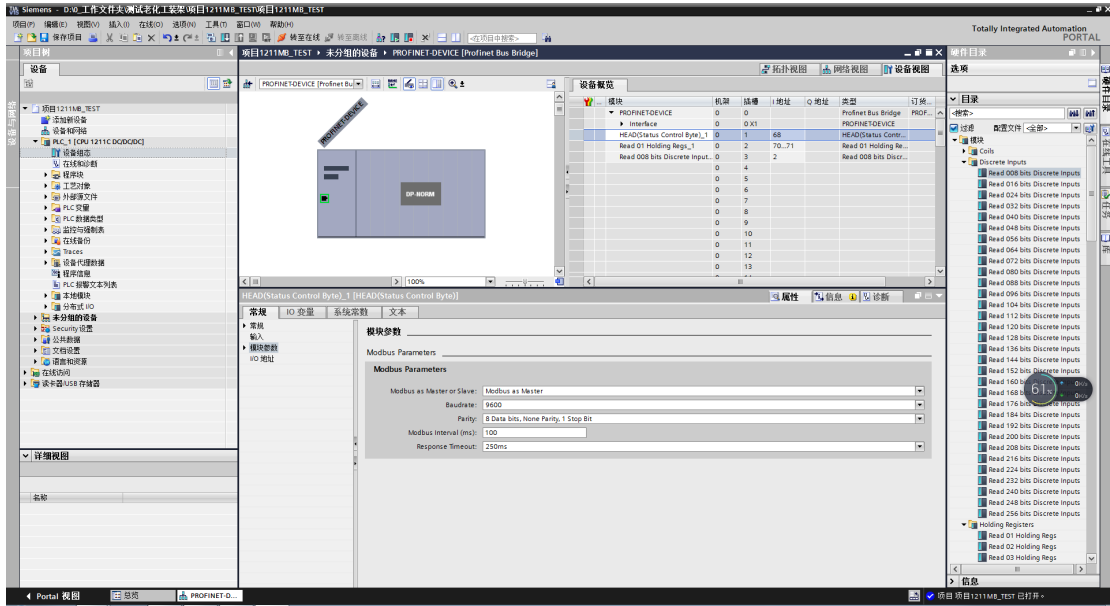 Siemens - D:\0_工作文件夹\测试老化工装架\项目1211MB_TEST\项目1211MB_TEST
项目(P) 编辑(E) 视图(V) 插入(I) 在线(O) 选项(N) 工具(T) 窗口(W) 帮助(H)
Totally Integrated Automation
PORTAL
保存项目 转至在线 转至离线 <在项目中搜索>
项目树
设备
项目1211MB_TEST
添加新设备
设备和网络
PLC_1 [CPU 1211C DC/DC/DC]
设备组态
在线和诊断
程序块
工艺对象
外部源文件
PLC 变量
PLC 数据类型
监控与强制表
在线备份
Traces
设备代理数据
程序信息
PLC 报警文本列表
本地模块
分布式 I/O
未分组的设备
Security 设置
公共数据
文档设置
语言和资源
在线访问
读卡器/USB 存储器
详细视图
名称
项目1211MB_TEST ▸ 未分组的设备 ▸ PROFINET-DEVICE [Profinet Bus Bridge]
拓扑视图 网络视图 设备视图
PROFINET-DEVICE [Profinet Bu
PROFINET-DEVICE
DP-NORM
100%
设备概览
模块 机架 插槽 I 地址 Q 地址 类型 订货...
PROFINET-DEVICE 0 0 Profinet Bus Bridge PROF...
Interface 0 0 X1 PROFINET-DEVICE
HEAD(Status Control Byte)_1 0 1 68 HEAD(Status Contr...
Read 01 Holding Regs_1 0 2 70...71 Read 01 Holding Re...
Read 008 bits Discrete Input... 0 3 2 Read 008 bits Discr...
0 4
0 5
0 6
0 7
0 8
0 9
0 10
0 11
0 12
0 13
HEAD(Status Control Byte)_1 [HEAD(Status Control Byte)]
属性 信息 诊断
常规 IO 变量 系统常数 文本
常规
输入
模块参数
I/O 地址
模块参数
Modbus Parameters
Modbus Parameters
Modbus as Master or Slave: Modbus as Master
Baudrate: 9600
Parity: 8 Data bits, None Parity, 1 Stop Bit
Modbus Interval (ms): 100
Response Timeout: 250ms
硬件目录
选项
目录
<搜索>
过滤 配置文件 <全部>
模块
Coils
Discrete Inputs
Read 008 bits Discrete Inputs
Read 016 bits Discrete Inputs
Read 024 bits Discrete Inputs
Read 032 bits Discrete Inputs
Read 040 bits Discrete Inputs
Read 048 bits Discrete Inputs
Read 056 bits Discrete Inputs
Read 064 bits Discrete Inputs
Read 072 bits Discrete Inputs
Read 080 bits Discrete Inputs
Read 088 bits Discrete Inputs
Read 096 bits Discrete Inputs
Read 104 bits Discrete Inputs
Read 112 bits Discrete Inputs
Read 120 bits Discrete Inputs
Read 128 bits Discrete Inputs
Read 136 bits Discrete Inputs
Read 144 bits Discrete Inputs
Read 152 bits Discrete Inputs
Read 160 b
Read 168 b
Read 176 bits Discrete Inputs
Read 184 bits Discrete Inputs
Read 192 bits Discrete Inputs
Read 200 bits Discrete Inputs
Read 208 bits Discrete Inputs
Read 216 bits Discrete Inputs
Read 224 bits Discrete Inputs
Read 232 bits Discrete Inputs
Read 240 bits Discrete Inputs
Read 248 bits Discrete Inputs
Read 256 bits Discrete Inputs
Holding Registers
Read 01 Holding Regs
Read 02 Holding Regs
Read 03 Holding Regs
信息
61%
0K/s
0K/s
硬件目录
在线工具
任务
库
Portal 视图 总览 PROFINET-D...
项目 项目1211MB_TEST 已打开。